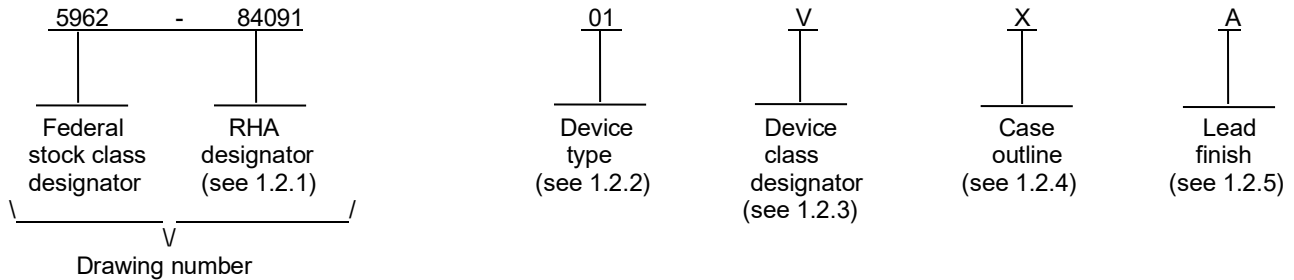 5962 - 84091 01 V X A
Federal stock class designator
RHA designator (see 1.2.1)
Device type (see 1.2.2)
Device class designator (see 1.2.3)
Case outline (see 1.2.4)
Lead finish (see 1.2.5)
\ / \/
Drawing number